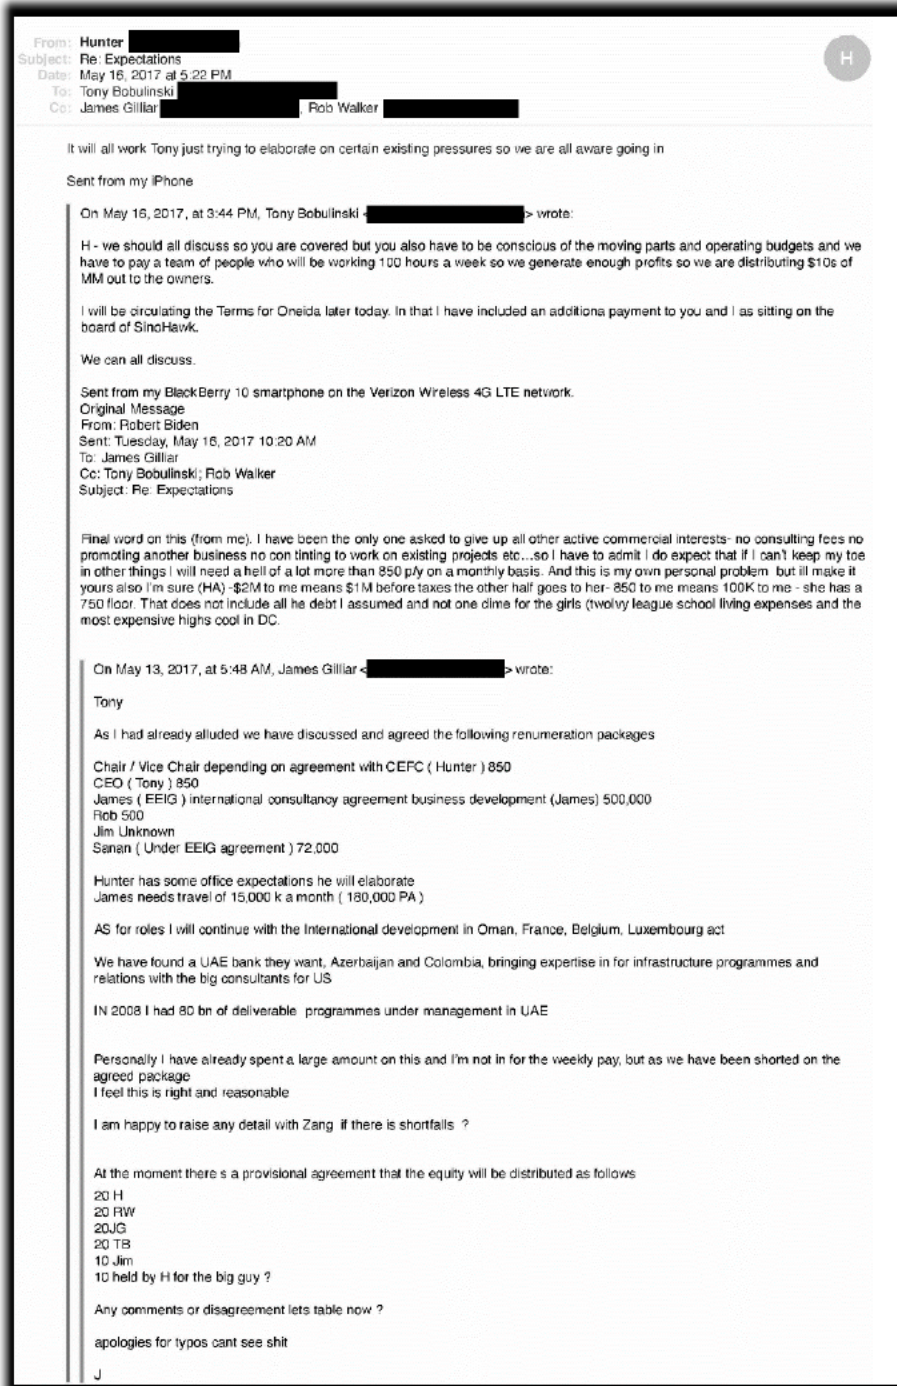 From: Hunter
H
Subject: Re: Expectations
Date: May 16, 2017 at 5:22 PM
To: Tony Bobulinski
Cc: James Gilliar , Rob Walker
It will all work Tony just trying to elaborate on certain existing pressures so we are all aware going in
Sent from my iPhone
On May 16, 2017, at 3:44 PM, Tony Bobulinski < > wrote:
H - we should all discuss so you are covered but you also have to be conscious of the moving parts and operating budgets and we
have to pay a team of people who will be working 100 hours a week so we generate enough profits so we are distributing $10s of
MM out to the owners.
I will be circulating the Terms for Oneida later today. In that I have included an additiona payment to you and I as sitting on the
board of SinoHawk.
We can all discuss.
Sent from my BlackBerry 10 smartphone on the Verizon Wireless 4G LTE network.
Original Message
From: Robert Biden
Sent: Tuesday, May 16, 2017 10:20 AM
To: James Gilliar
Cc: Tony Bobulinski; Rob Walker
Subject: Re: Expectations
Final word on this (from me). I have been the only one asked to give up all other active commercial interests- no consulting fees no
promoting another business no con tinting to work on existing projects etc...so I have to admit I do expect that if I can't keep my toe
in other things I will need a hell of a lot more than 850 p/y on a monthly basis. And this is my own personal problem but ill make it
yours also I'm sure (HA) -$2M to me means $1M before taxes the other half goes to her- 850 to me means 100K to me - she has a
750 floor. That does not include all he debt I assumed and not one dime for the girls (twoIvy league school living expenses and the
most expensive highs cool in DC.
On May 13, 2017, at 5:48 AM, James Gilliar < > wrote:
Tony
As I had already alluded we have discussed and agreed the following renumeration packages
Chair / Vice Chair depending on agreement with CEFC ( Hunter ) 850
CEO ( Tony ) 850
James ( EEIG ) international consultancy agreement business development (James) 500,000
Rob 500
Jim Unknown
Sanan ( Under EEIG agreement ) 72,000
Hunter has some office expectations he will elaborate
James needs travel of 15,000 k a month ( 180,000 PA )
AS for roles I will continue with the International development in Oman, France, Belgium, Luxembourg act
We have found a UAE bank they want, Azerbaijan and Colombia, bringing expertise in for infrastructure programmes and
relations with the big consultants for US
IN 2008 I had 80 bn of deliverable programmes under management in UAE
Personally I have already spent a large amount on this and I'm not in for the weekly pay, but as we have been shorted on the
agreed package
I feel this is right and reasonable
I am happy to raise any detail with Zang if there is shortfalls ?
At the moment there s a provisional agreement that the equity will be distributed as follows
20 H
20 RW
20JG
20 TB
10 Jim
10 held by H for the big guy ?
Any comments or disagreement lets table now ?
apologies for typos cant see shit
J